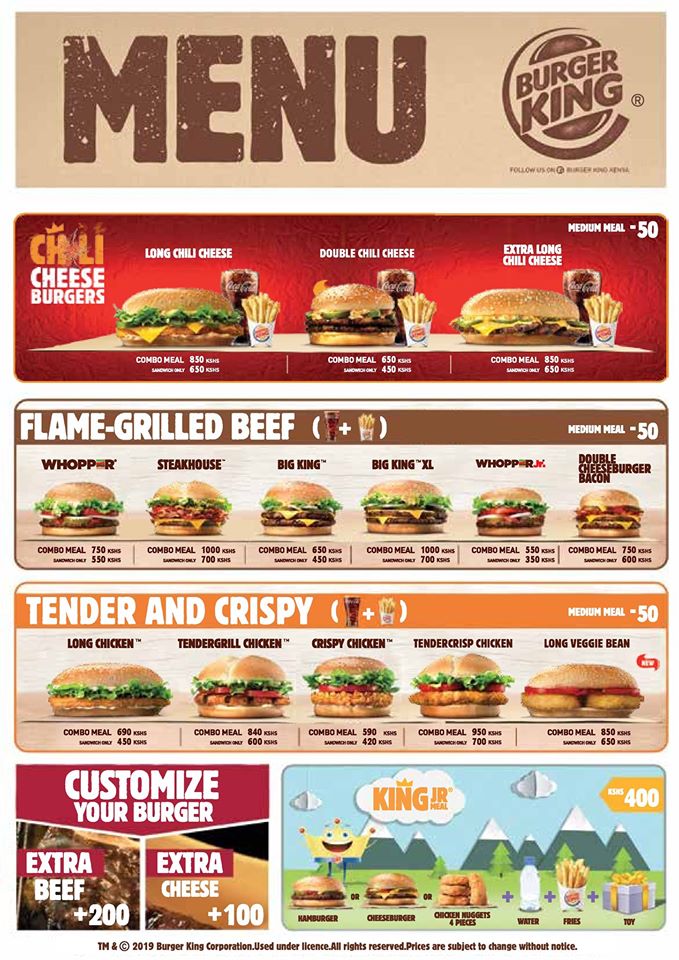 MENU
BURGER
KING®
FOLLOW US ON BURGER KING KENYA
CHILI
CHEESE
BURGERS
MEDIUM MEAL -50
LONG CHILI CHEESE
DOUBLE CHILI CHEESE
EXTRA LONG
CHILI CHEESE
COMBO MEAL 850 KSHS
SANDWICH ONLY 650 KSHS
COMBO MEAL 650 KSHS
SANDWICH ONLY 450 KSHS
COMBO MEAL 850 KSHS
SANDWICH ONLY 650 KSHS
FLAME-GRILLED BEEF ( + )
MEDIUM MEAL -50
WHOPPER®
STEAKHOUSE™
BIG KING™
BIG KING™ XL
WHOPPER Jr.
DOUBLE
CHEESEBURGER
BACON
COMBO MEAL 750 KSHS
SANDWICH ONLY 550 KSHS
COMBO MEAL 1000 KSHS
SANDWICH ONLY 700 KSHS
COMBO MEAL 650 KSHS
SANDWICH ONLY 450 KSHS
COMBO MEAL 1000 KSHS
SANDWICH ONLY 700 KSHS
COMBO MEAL 550 KSHS
SANDWICH ONLY 350 KSHS
COMBO MEAL 750 KSHS
SANDWICH ONLY 600 KSHS
TENDER AND CRISPY ( + )
MEDIUM MEAL -50
LONG CHICKEN™
TENDERGRILL CHICKEN™
CRISPY CHICKEN™
TENDERCRISP CHICKEN
LONG VEGGIE BEAN
NEW
COMBO MEAL 690 KSHS
SANDWICH ONLY 450 KSHS
COMBO MEAL 840 KSHS
SANDWICH ONLY 600 KSHS
COMBO MEAL 590 KSHS
SANDWICH ONLY 420 KSHS
COMBO MEAL 950 KSHS
SANDWICH ONLY 700 KSHS
COMBO MEAL 850 KSHS
SANDWICH ONLY 650 KSHS
CUSTOMIZE
YOUR BURGER
EXTRA
BEEF
+200
EXTRA
CHEESE
+100
KING JR®
MEAL
KSHS 400
HAMBURGER
OR
CHEESEBURGER
OR
CHICKEN NUGGETS
4 PIECES
+
WATER
+
FRIES
+
TOY
TM & © 2019 Burger King Corporation.Used under licence.All rights reserved.Prices are subject to change without notice.